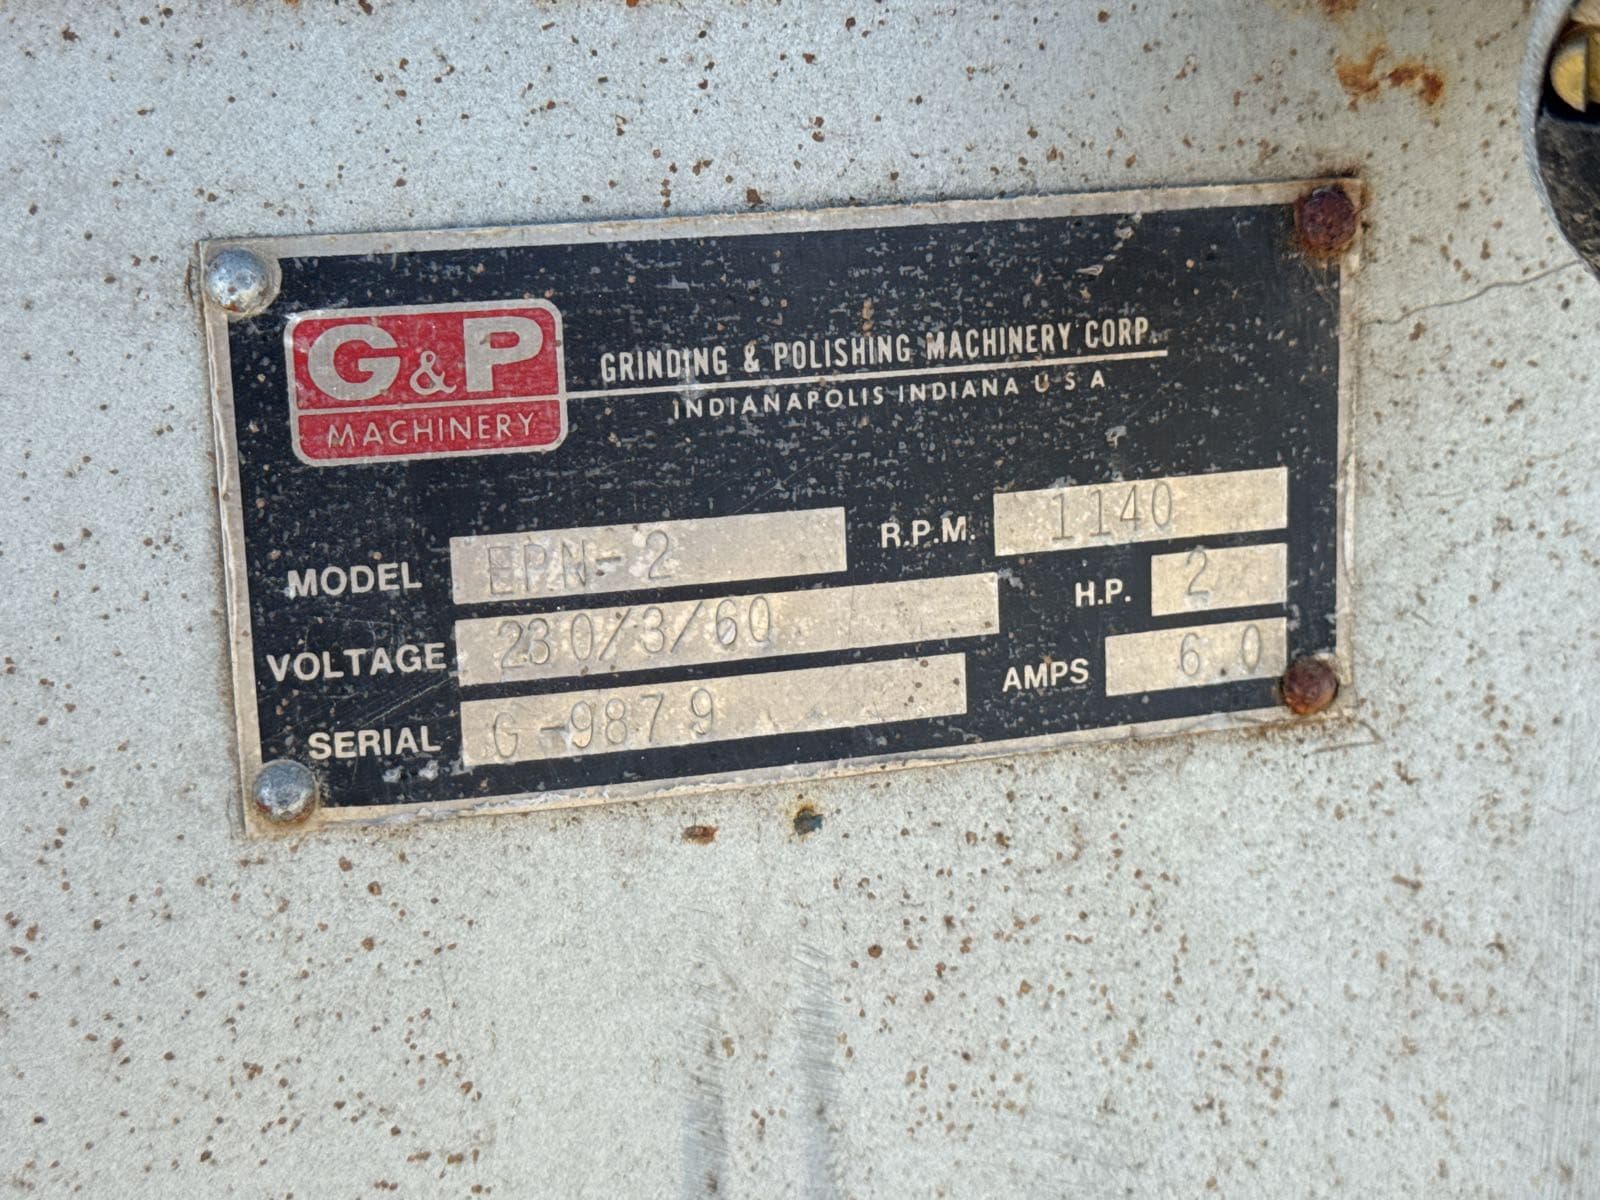 G&P
MACHINERY
GRINDING & POLISHING MACHINERY CORP.
INDIANAPOLIS INDIANA U S A
MODEL EPN-2 R.P.M. 1140
VOLTAGE 230/3/60 H.P. 2
SERIAL G-9879 AMPS 6.0